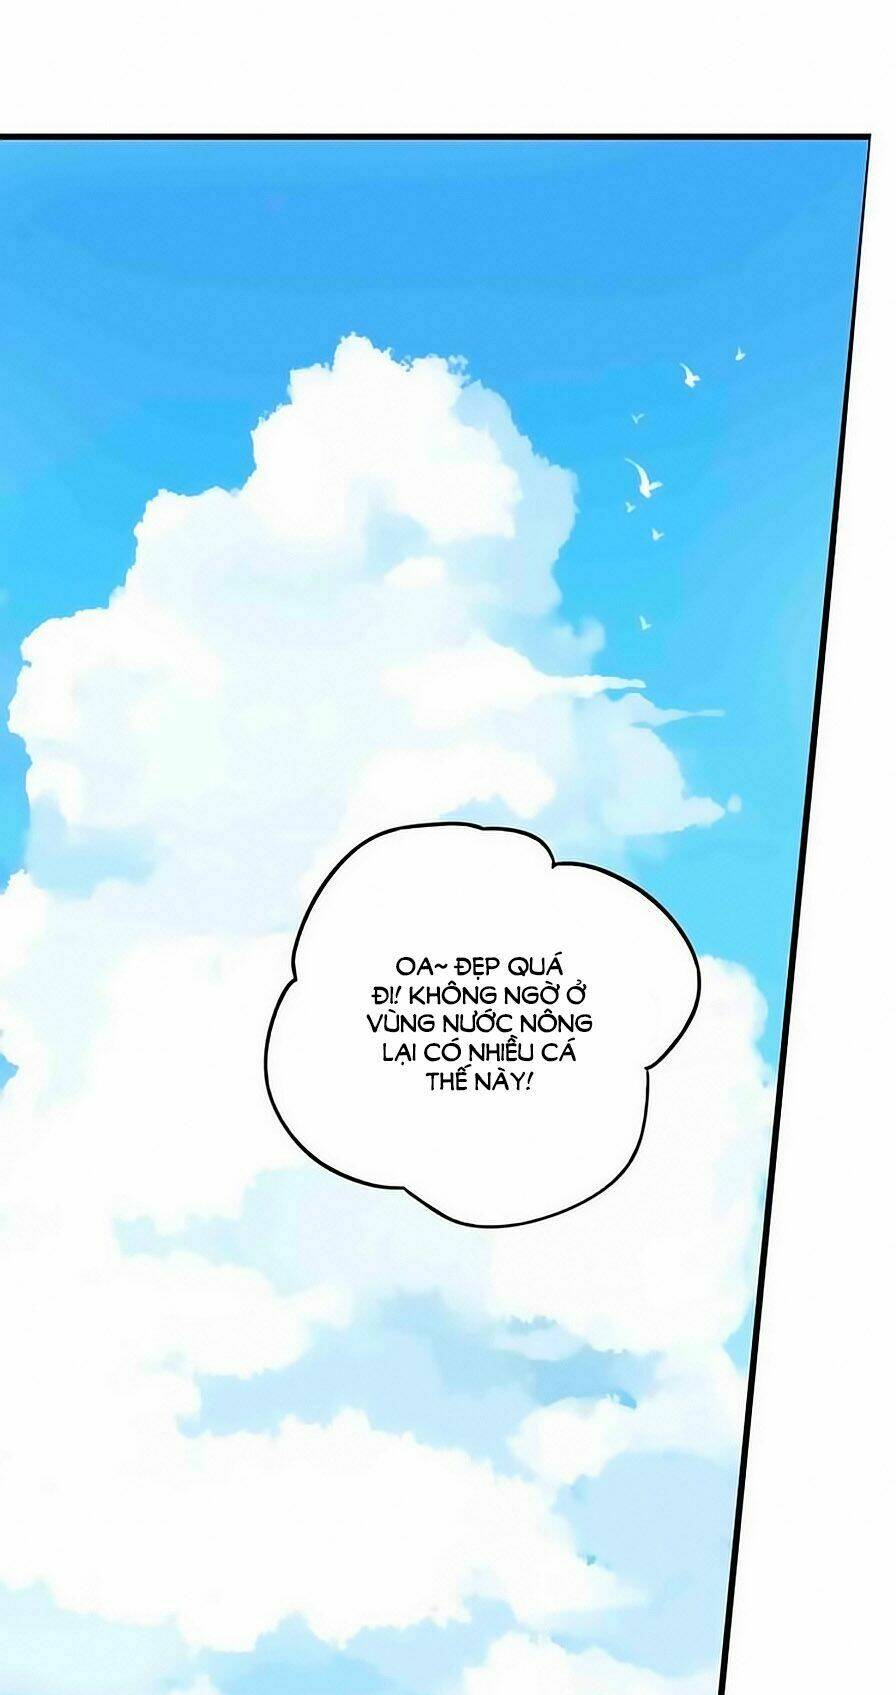 OA~ ĐẸP QUÁ
ĐI! KHÔNG NGỜ Ở
VÙNG NƯỚC NÔNG
LẠI CÓ NHIỀU CÁ
THẾ NÀY!